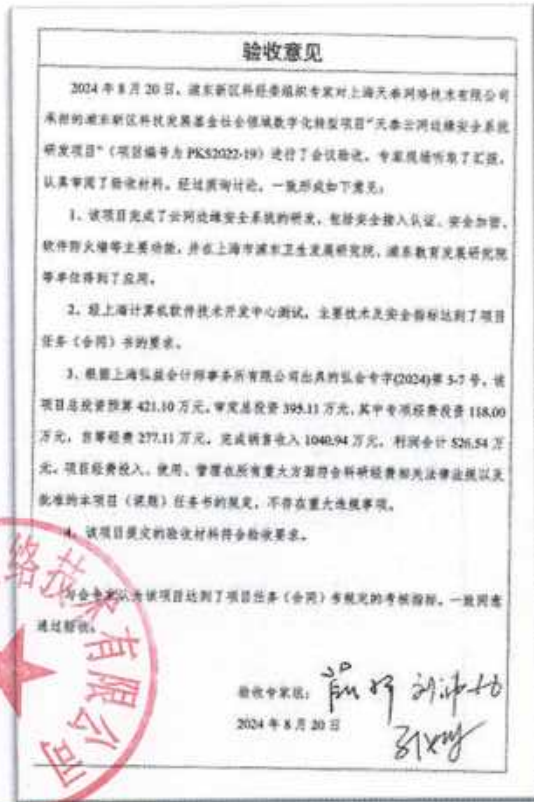 验收意见
2024 年 8 月 20 日，浦东新区科经委组织专家对上海天泰网络技术有限公司
承担的浦东新区科技发展基金社会领域数字化转型项目“天泰云网边缘安全系统
研发项目”（项目编号为 PKS2022-19）进行了会议验收。专家现场听取了汇报，
认真审阅了验收材料，经过质询讨论，一致形成如下意见：
1、该项目完成了云网边缘安全系统的研发，包括安全接入认证、安全加密、
软件防火墙等主要功能，并在上海市浦东卫生发展研究院、浦东教育发展研究院
等单位得到了应用。
2、经上海计算机软件技术开发中心测试，主要技术及安全指标达到了项目
任务（合同）书的要求。
3、根据上海弘益会计师事务所有限公司出具的弘会专字(2024)第 5-7 号，该
项目总投资预算 421.10 万元，审定总投资 395.11 万元，其中专项经费投资 118.00
万元，自筹经费 277.11 万元。完成销售收入 1040.94 万元，利润合计 526.54 万
元。项目经费投入、使用、管理在所有重大方面符合科研经费相关法律法规以及
批准的本项目（课题）任务书的规定，不存在重大违规事项。
4、该项目提交的验收材料符合验收要求。
与会专家认为该项目达到了项目任务（合同）书规定的考核指标，一致同意
通过验收。
验收专家组：
2024 年 8 月 20 日
络技术有限公司